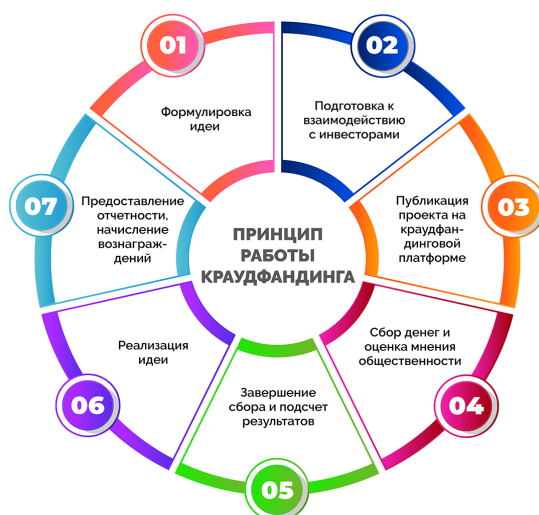 ПРИНЦИП
РАБОТЫ
КРАУДФАНДИНГА
01
Формулировка
идеи
02
Подготовка к
взаимодействию
с инвесторами
03
Публикация
проекта на
краудфан-
динговой
платформе
04
Сбор денег и
оценка мнения
общественности
05
Завершение
сбора и подсчет
результатов
06
Реализация
идеи
07
Предоставление
отчетности,
начисление
вознаграж-
дений